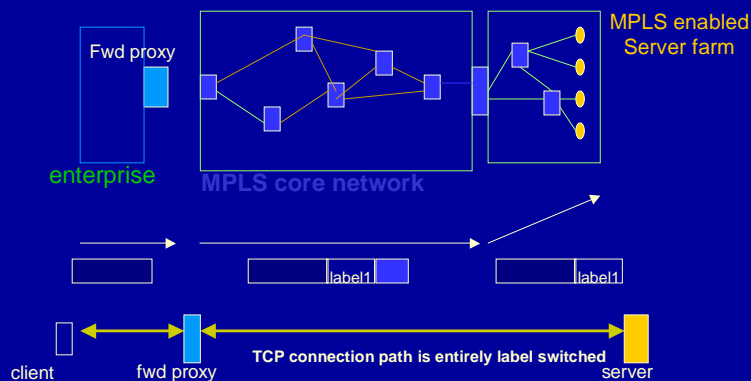 MPLS enabled
Server farm
Fwd proxy
enterprise
MPLS core network
label1
label1
TCP connection path is entirely label switched
client
fwd proxy
server